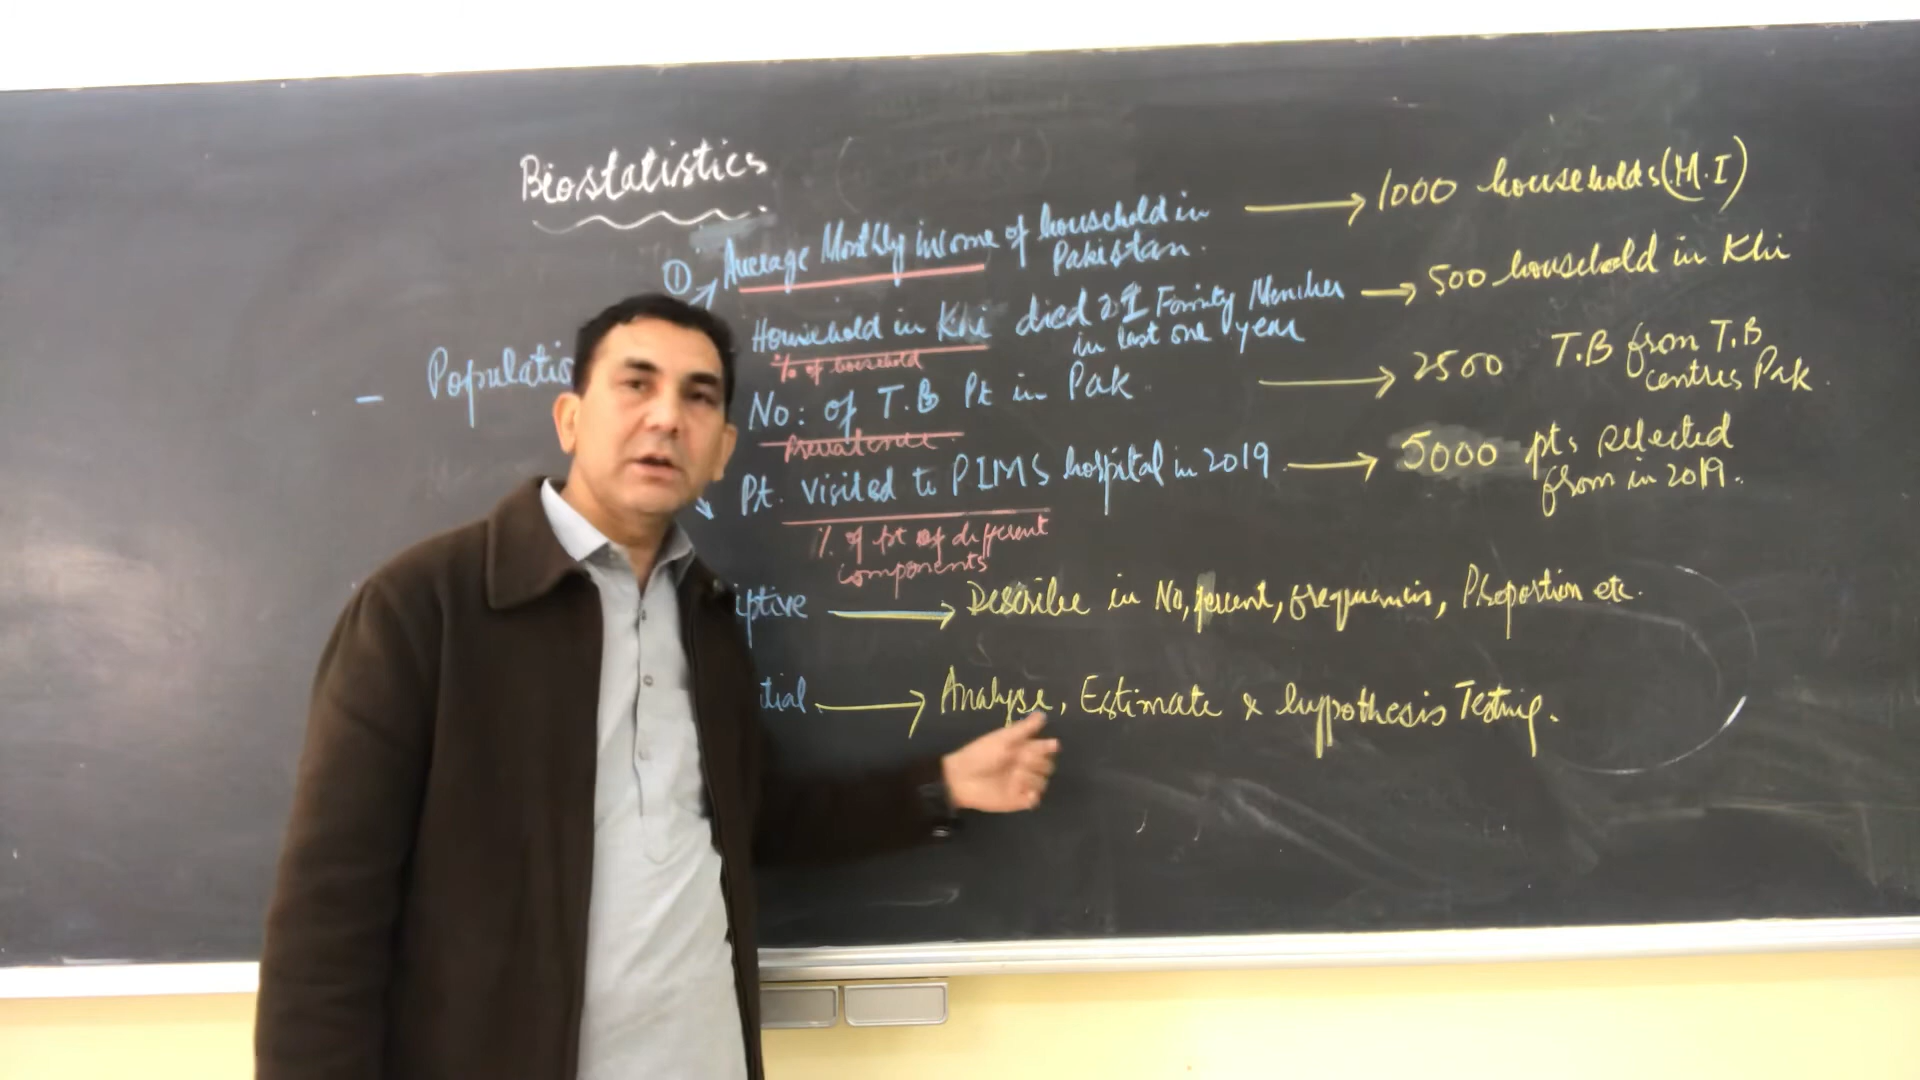 Biostatistics
① Average Monthly income of household in Pakistan. → 1000 households (M.I)
Household in Khi died ≥ 1 Family Member in last one year → 500 household in Khi
% of household
- Populatio
No: of T.B Pt in Pak → 2500 T.B from T.B centres Pak.
Prevalence
Pt. visited to PIMS hospital in 2019 → 5000 pts selected from in 2019.
% of pt of different components
iptive → Describe in No, percent, frequencies, Proportion etc.
tial → Analyse, Estimate & hypothesis Testing.